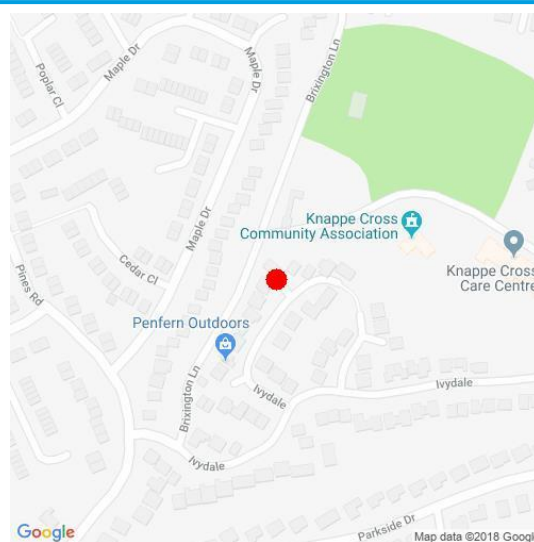 Brixington Ln
Maple Dr
Maple Dr
Poplar Cl
Knappe Cross
Community Association
Maple Dr
Cedar Cl
Knappe Cross
Care Centre
Pines Rd
Penfern Outdoors
Brixington Ln
Ivydale
Ivydale
Ivydale
Parkside Dr
Google
Map data ©2018 Google